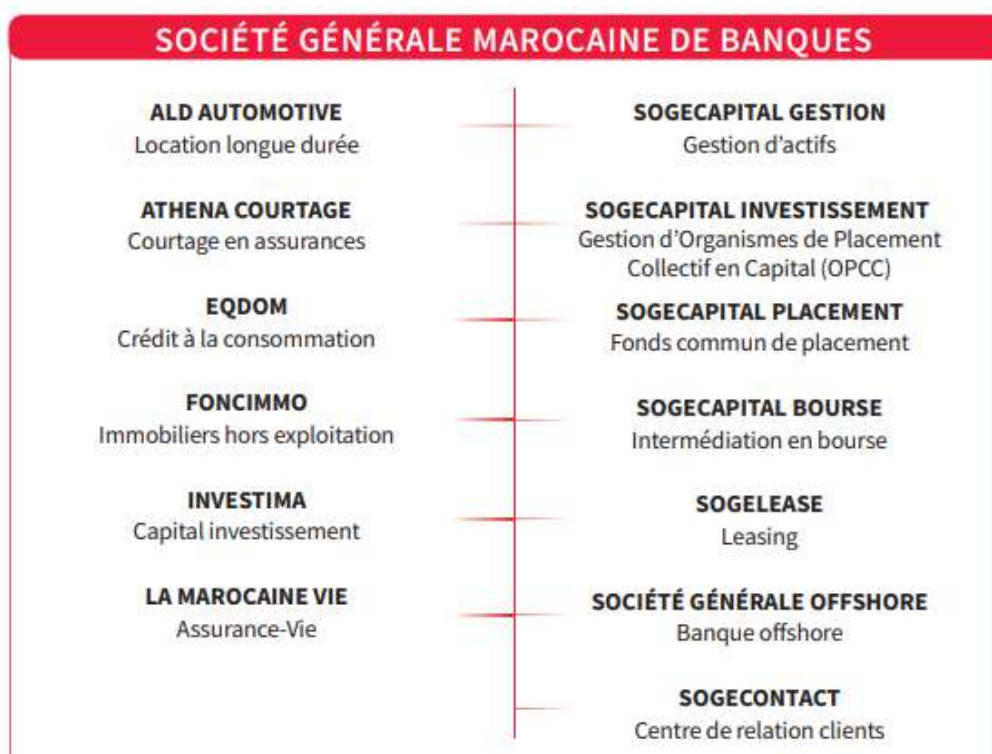 SOCIÉTÉ GÉNÉRALE MAROCAINE DE BANQUES
ALD AUTOMOTIVE
Location longue durée
ATHENA COURTAGE
Courtage en assurances
EQDOM
Crédit à la consommation
FONCIMMO
Immobiliers hors exploitation
INVESTIMA
Capital investissement
LA MAROCAINE VIE
Assurance-Vie
SOGECAPITAL GESTION
Gestion d’actifs
SOGECAPITAL INVESTISSEMENT
Gestion d’Organismes de Placement
Collectif en Capital (OPCC)
SOGECAPITAL PLACEMENT
Fonds commun de placement
SOGECAPITAL BOURSE
Intermédiation en bourse
SOGELEASE
Leasing
SOCIÉTÉ GÉNÉRALE OFFSHORE
Banque offshore
SOGECONTACT
Centre de relation clients